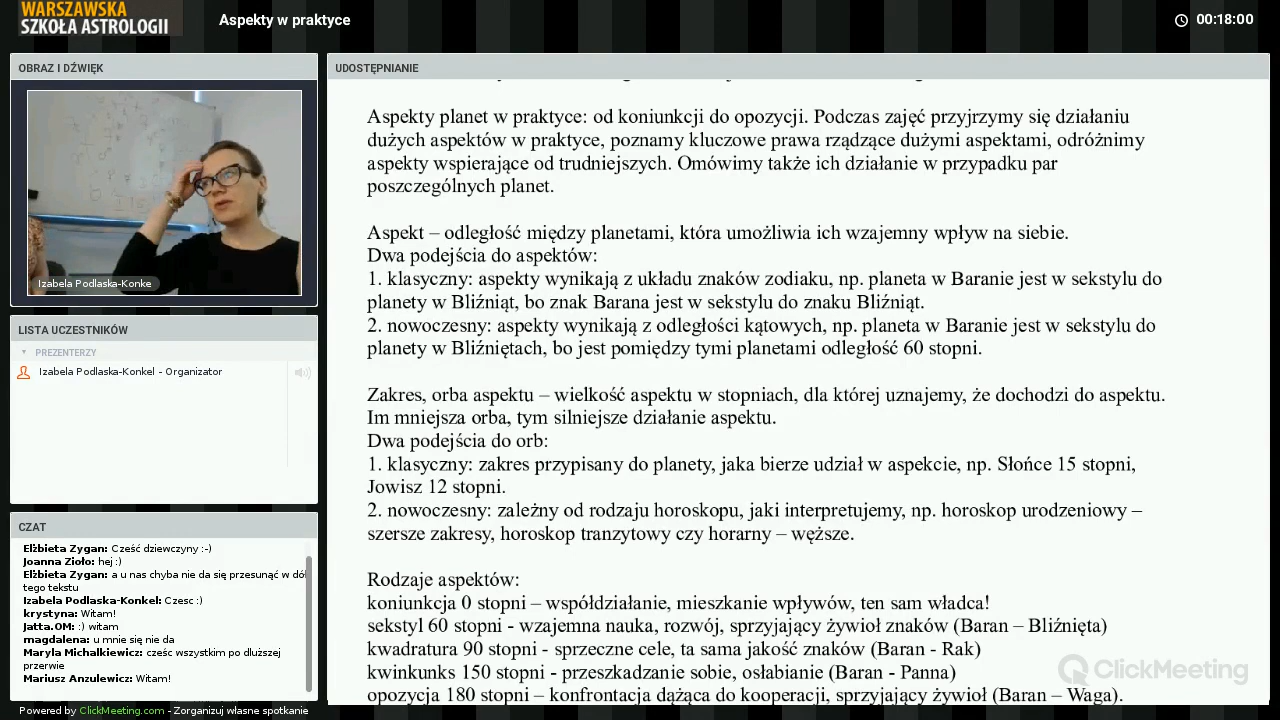 WARSZAWSKA
SZKOŁA ASTROLOGII
Aspekty w praktyce
00:18:00
OBRAZ I DŹWIĘK
Izabela Podlaska-Konke
LISTA UCZESTNIKÓW
PREZENTERZY
Izabela Podlaska-Konkel - Organizator
CZAT
Elżbieta Zygan: Cześć dziewczyny :-)
Joanna Zioło: hej :)
Elżbieta Zygan: a u nas chyba nie da się przesunąć w dół
tego tekstu
Izabela Podlaska-Konkel: Czesc :)
krystyna: Witam!
Jatta.OM: :) witam
magdalena: u mnie się nie da
Maryla Michalkiewicz: cześc wszystkim po dluższej
przerwie
Mariusz Anzulewicz: Witam!
Powered by ClickMeeting.com - Zorganizuj własne spotkanie
UDOSTĘPNIANIE
Aspekty planet w praktyce: od koniunkcji do opozycji. Podczas zajęć przyjrzymy się działaniu
dużych aspektów w praktyce, poznamy kluczowe prawa rządzące dużymi aspektami, odróżnimy
aspekty wspierające od trudniejszych. Omówimy także ich działanie w przypadku par
poszczególnych planet.
Aspekt – odległość między planetami, która umożliwia ich wzajemny wpływ na siebie.
Dwa podejścia do aspektów:
1. klasyczny: aspekty wynikają z układu znaków zodiaku, np. planeta w Baranie jest w sekstylu do
planety w Bliźniąt, bo znak Barana jest w sekstylu do znaku Bliźniąt.
2. nowoczesny: aspekty wynikają z odległości kątowych, np. planeta w Baranie jest w sekstylu do
planety w Bliźniętach, bo jest pomiędzy tymi planetami odległość 60 stopni.
Zakres, orba aspektu – wielkość aspektu w stopniach, dla której uznajemy, że dochodzi do aspektu.
Im mniejsza orba, tym silniejsze działanie aspektu.
Dwa podejścia do orb:
1. klasyczny: zakres przypisany do planety, jaka bierze udział w aspekcie, np. Słońce 15 stopni,
Jowisz 12 stopni.
2. nowoczesny: zależny od rodzaju horoskopu, jaki interpretujemy, np. horoskop urodzeniowy –
szersze zakresy, horoskop tranzytowy czy horarny – węższe.
Rodzaje aspektów:
koniunkcja 0 stopni – współdziałanie, mieszkanie wpływów, ten sam władca!
sekstyl 60 stopni - wzajemna nauka, rozwój, sprzyjający żywioł znaków (Baran – Bliźnięta)
kwadratura 90 stopni - sprzeczne cele, ta sama jakość znaków (Baran - Rak)
kwinkunks 150 stopni - przeszkadzanie sobie, osłabianie (Baran - Panna)
opozycja 180 stopni – konfrontacja dążąca do kooperacji, sprzyjający żywioł (Baran – Waga).
ClickMeeting